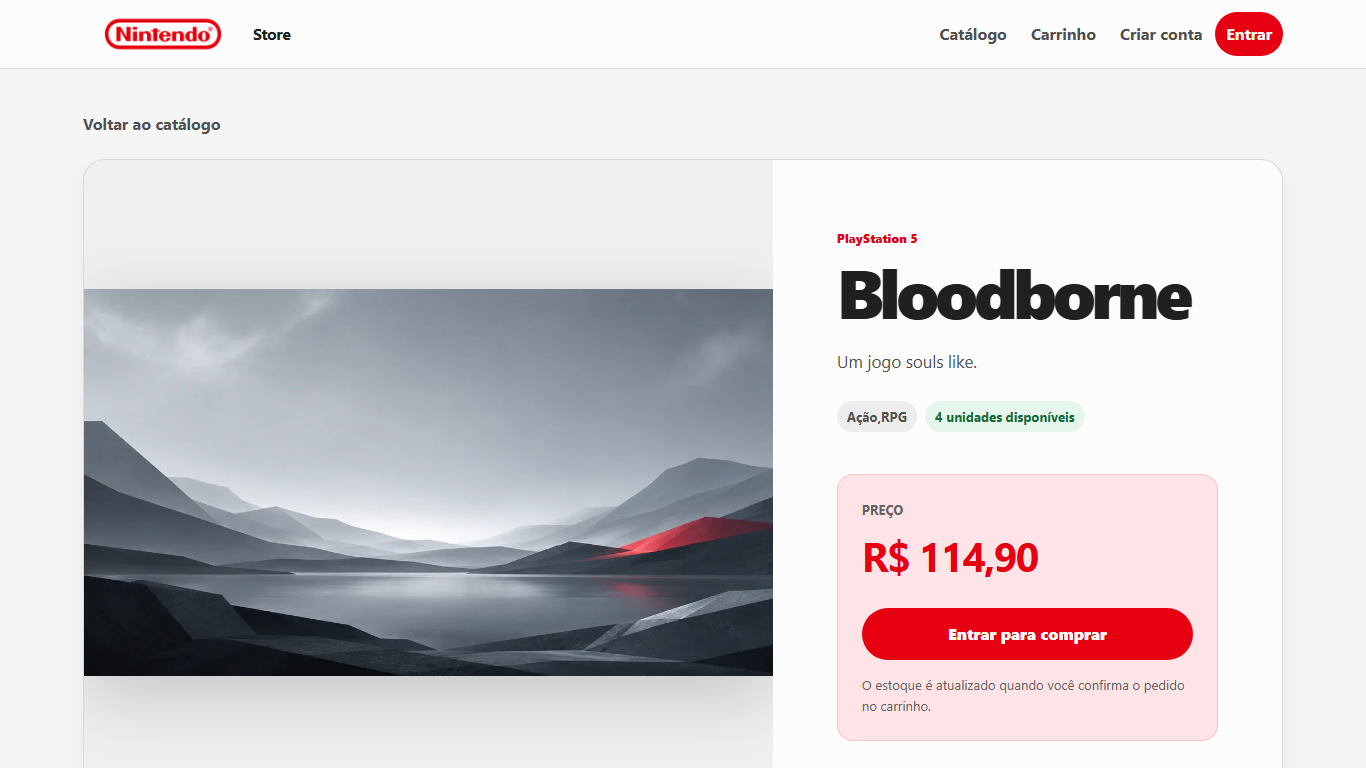 Nintendo®
Store
Catálogo
Carrinho
Criar conta
Entrar
Voltar ao catálogo
PlayStation 5
Bloodborne
Um jogo souls like.
Ação,RPG
4 unidades disponíveis
PREÇO
R$ 114,90
Entrar para comprar
O estoque é atualizado quando você confirma o pedido
no carrinho.